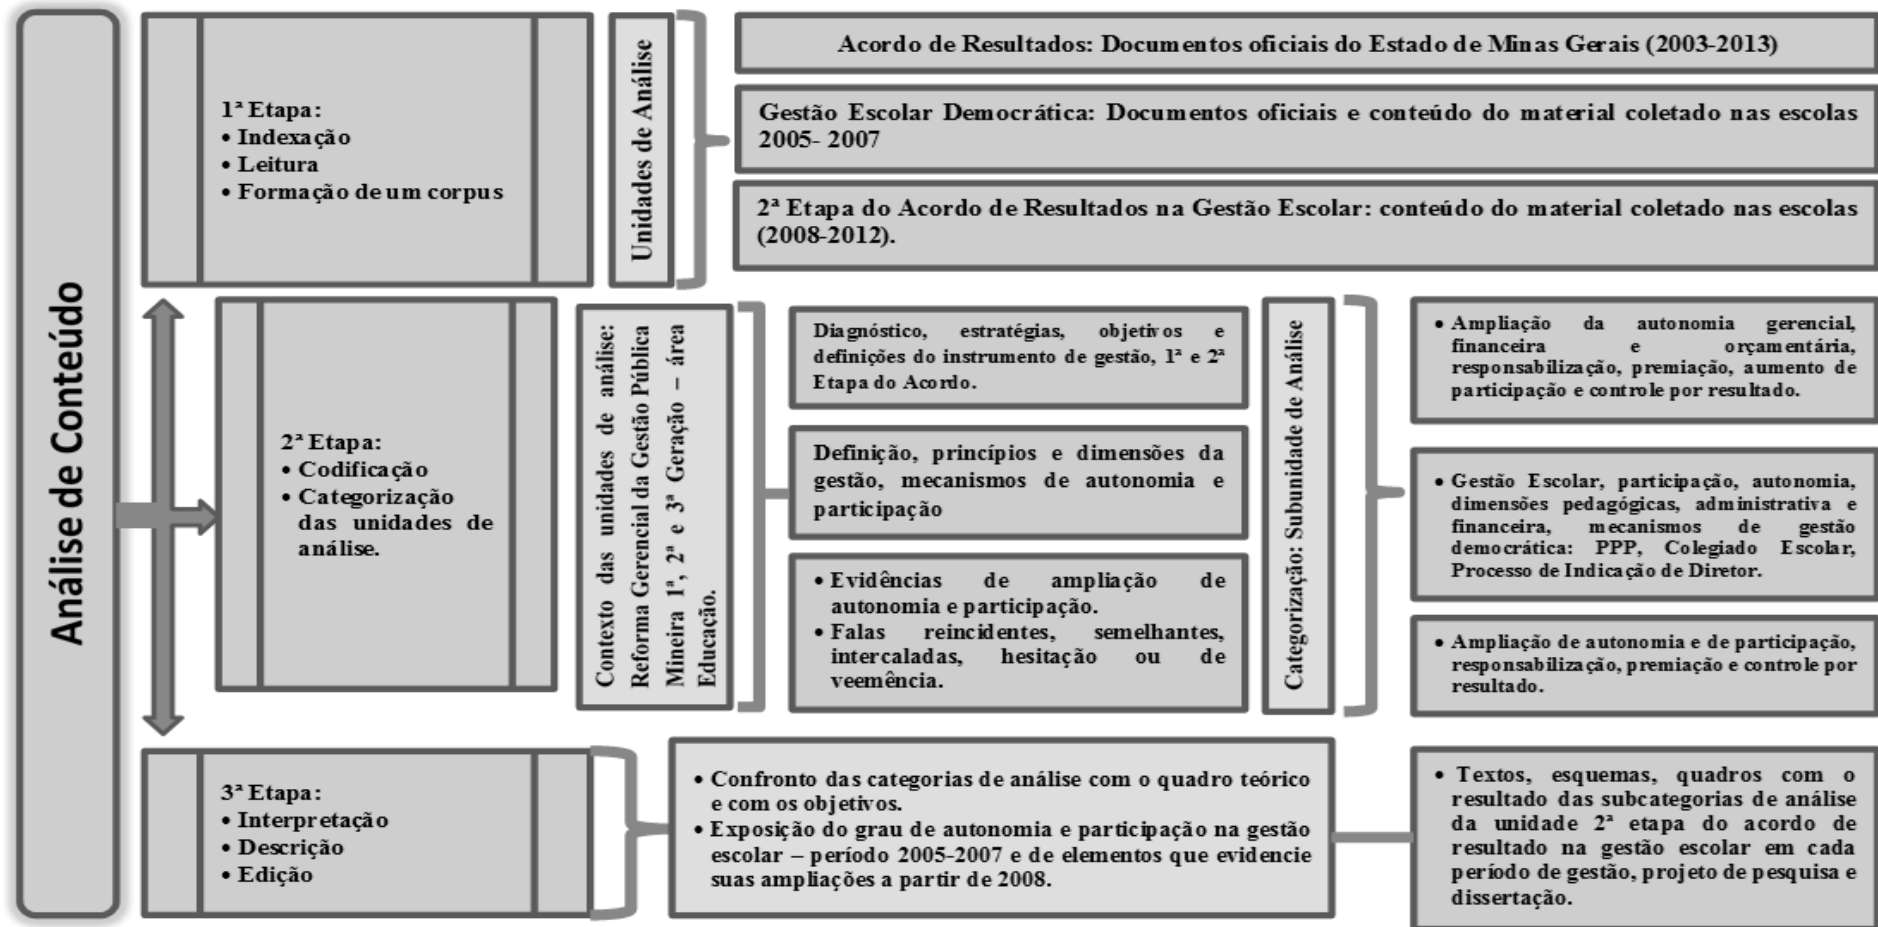 Análise de Conteúdo
1ª Etapa:
• Indexação
• Leitura
• Formação de um corpus
Unidades de Análise
Acordo de Resultados: Documentos oficiais do Estado de Minas Gerais (2003-2013)
Gestão Escolar Democrática: Documentos oficiais e conteúdo do material coletado nas escolas
2005- 2007
2ª Etapa do Acordo de Resultados na Gestão Escolar: conteúdo do material coletado nas escolas
(2008-2012).
2ª Etapa:
• Codificação
• Categorização
das unidades de
análise.
Contexto das unidades de análise:
Reforma Gerencial da Gestão Pública
Mineira 1ª, 2ª e 3ª Geração – área
Educação.
Diagnóstico, estratégias, objetivos e
definições do instrumento de gestão, 1ª e 2ª
Etapa do Acordo.
Definição, princípios e dimensões da
gestão, mecanismos de autonomia e
participação
• Evidências de ampliação de
autonomia e participação.
• Falas reincidentes, semelhantes,
intercaladas, hesitação ou de
veemência.
Categorização: Subunidade de Análise
• Ampliação da autonomia gerencial,
financeira e orçamentária,
responsabilização, premiação, aumento de
participação e controle por resultado.
• Gestão Escolar, participação, autonomia,
dimensões pedagógicas, administrativa e
financeira, mecanismos de gestão
democrática: PPP, Colegiado Escolar,
Processo de Indicação de Diretor.
• Ampliação de autonomia e de participação,
responsabilização, premiação e controle por
resultado.
3ª Etapa:
• Interpretação
• Descrição
• Edição
• Confronto das categorias de análise com o quadro teórico
e com os objetivos.
• Exposição do grau de autonomia e participação na gestão
escolar – período 2005-2007 e de elementos que evidencie
suas ampliações a partir de 2008.
• Textos, esquemas, quadros com o
resultado das subcategorias de análise
da unidade 2ª etapa do acordo de
resultado na gestão escolar em cada
período de gestão, projeto de pesquisa e
dissertação.